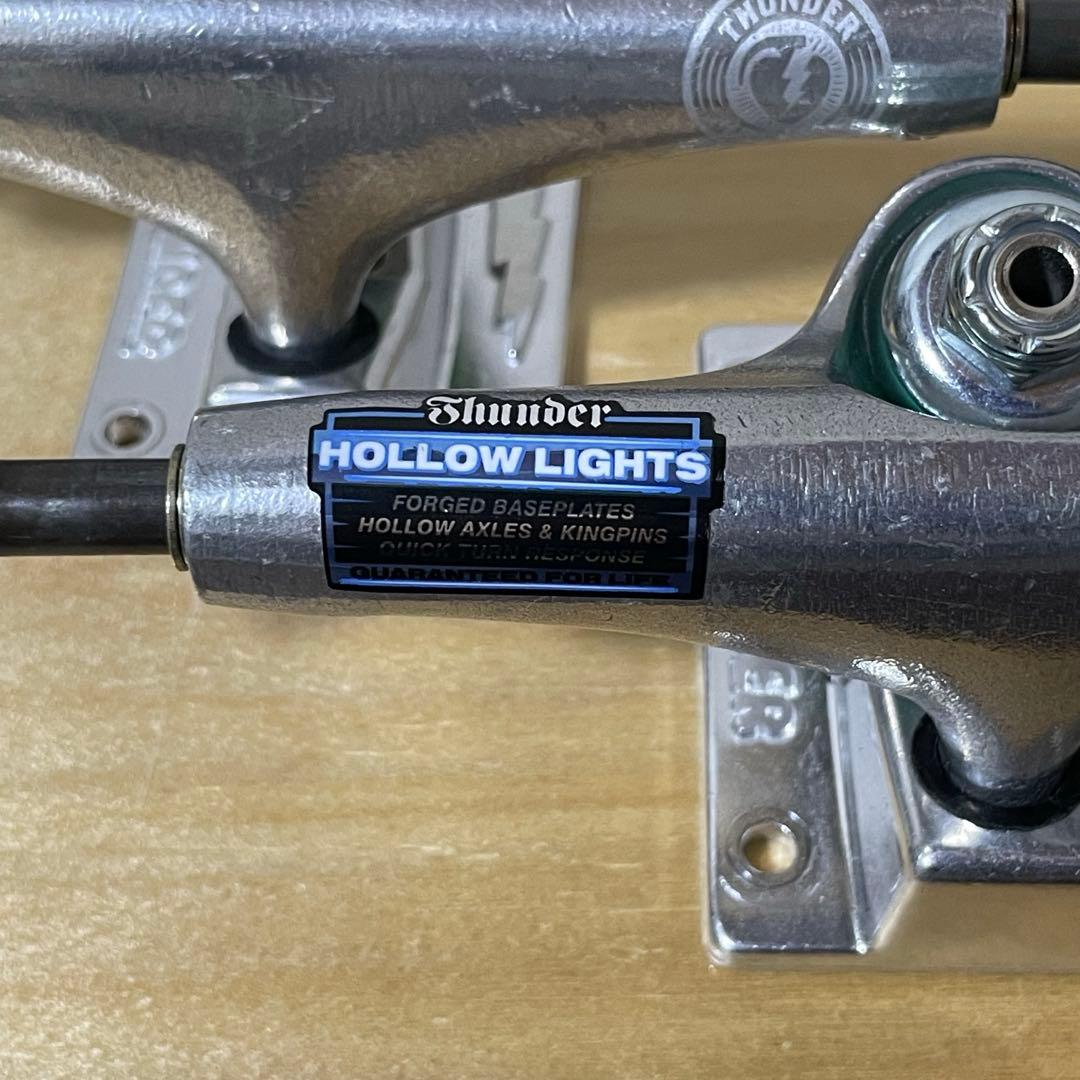 THUNDER
Thunder
HOLLOW LIGHTS
FORGED BASEPLATES
HOLLOW AXLES & KINGPINS
QUICK TURN RESPONSE
GUARANTEED FOR LIFE